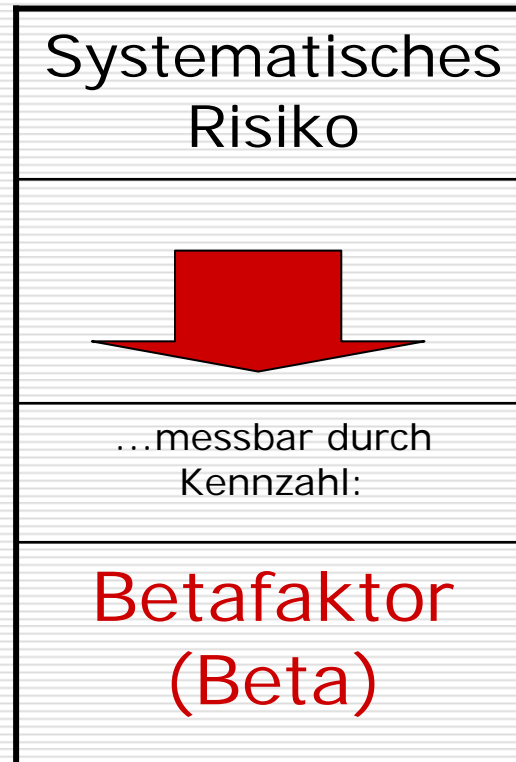 Systematisches
Risiko
…messbar durch
Kennzahl:
Betafaktor
(Beta)